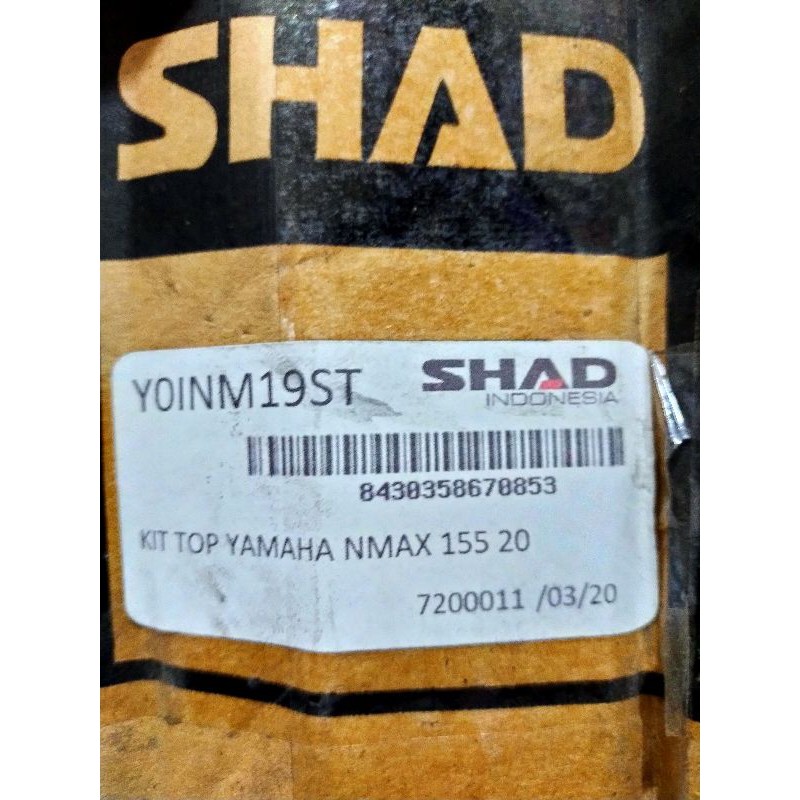 SHAD
Y0INM19ST
SHAD
INDONESIA
8430358670853
KIT TOP YAMAHA NMAX 155 20
7200011 /03/20